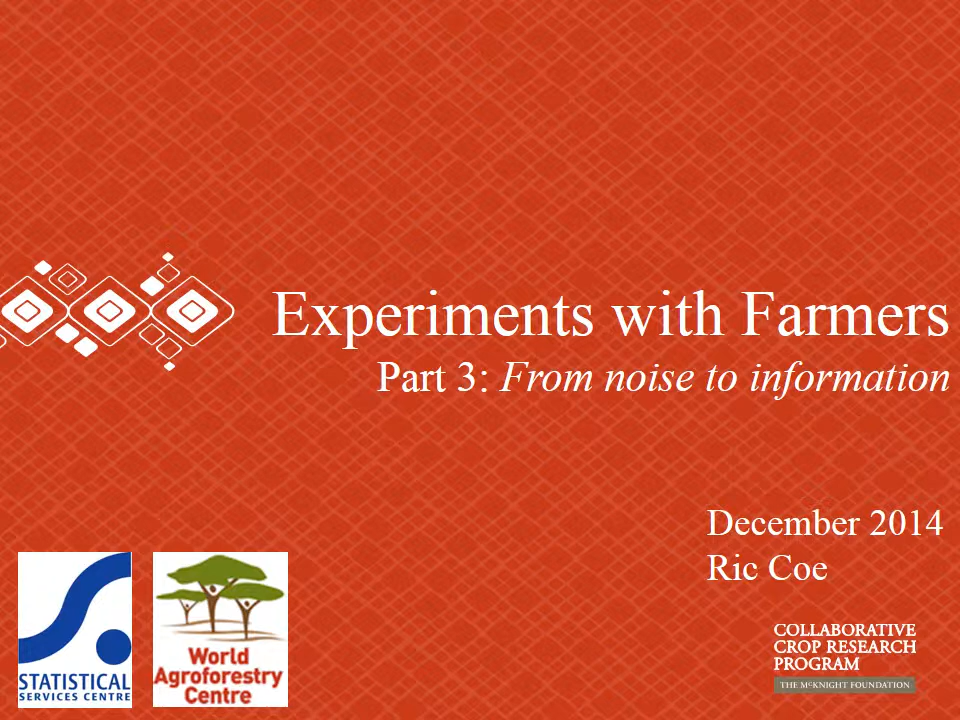 Experiments with Farmers
Part 3: From noise to information
December 2014
Ric Coe
STATISTICAL
SERVICES CENTRE
World
Agroforestry
Centre
COLLABORATIVE
CROP RESEARCH
PROGRAM
THE McKNIGHT FOUNDATION